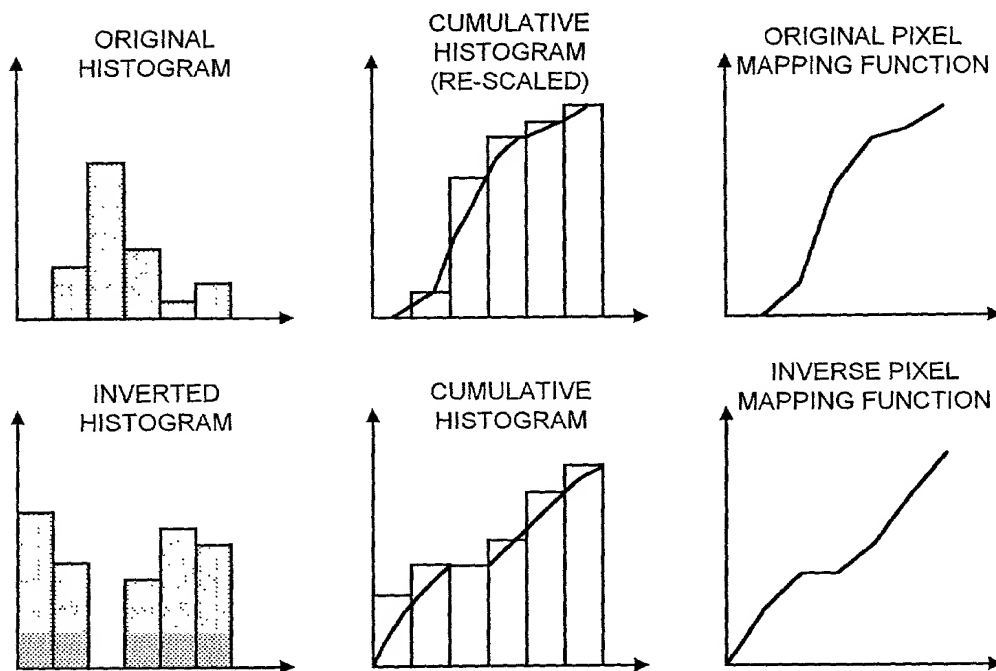 ORIGINAL
HISTOGRAM
CUMULATIVE
HISTOGRAM
(RE-SCALED)
ORIGINAL PIXEL
MAPPING FUNCTION
INVERTED
HISTOGRAM
CUMULATIVE
HISTOGRAM
INVERSE PIXEL
MAPPING FUNCTION